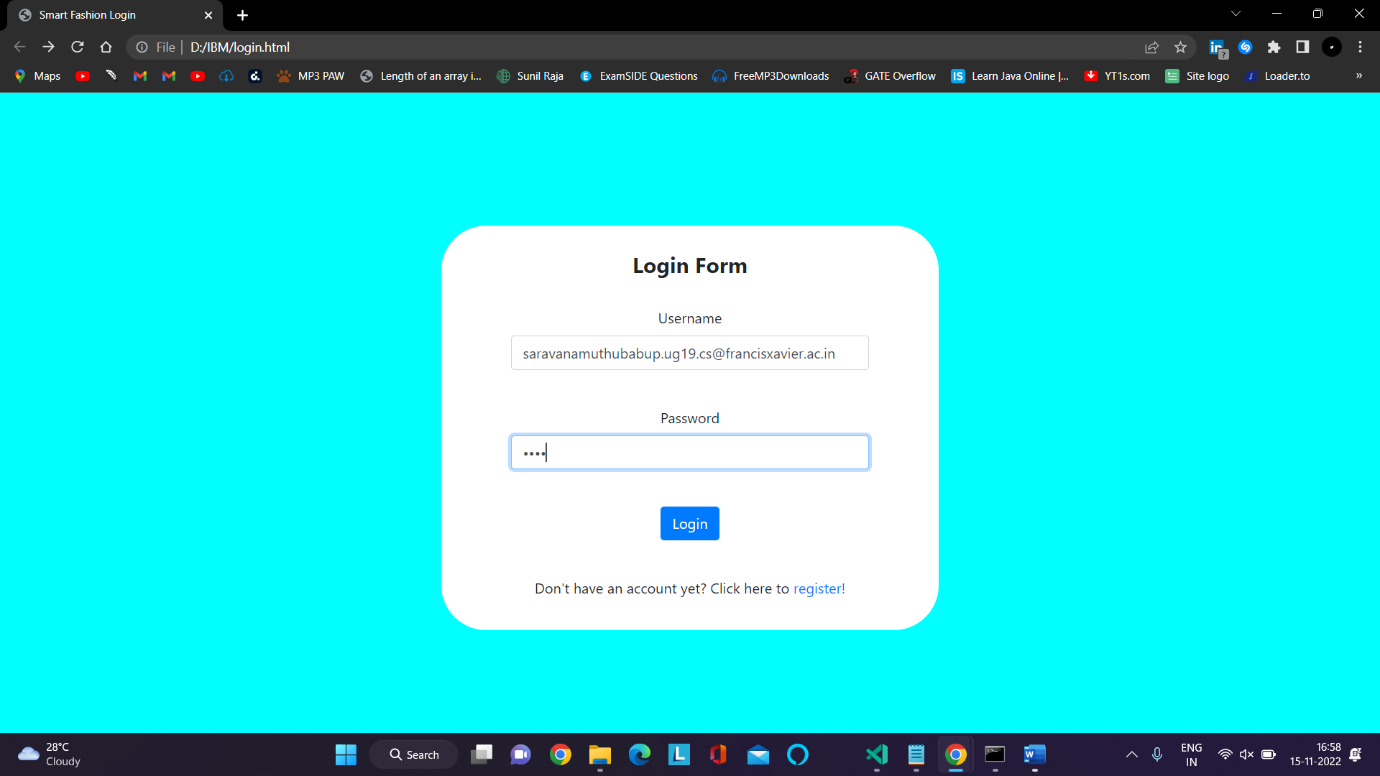 Smart Fashion Login
File | D:/IBM/login.html
Maps MP3 PAW Length of an array i... Sunil Raja ExamSIDE Questions FreeMP3Downloads GATE Overflow Learn Java Online |... YT1s.com Site logo Loader.to »
Login Form
Username
saravanamuthubabup.ug19.cs@francisxavier.ac.in
Password
••••
Login
Don't have an account yet? Click here to register!
28°C
Cloudy
Search
ENG
IN
16:58
15-11-2022